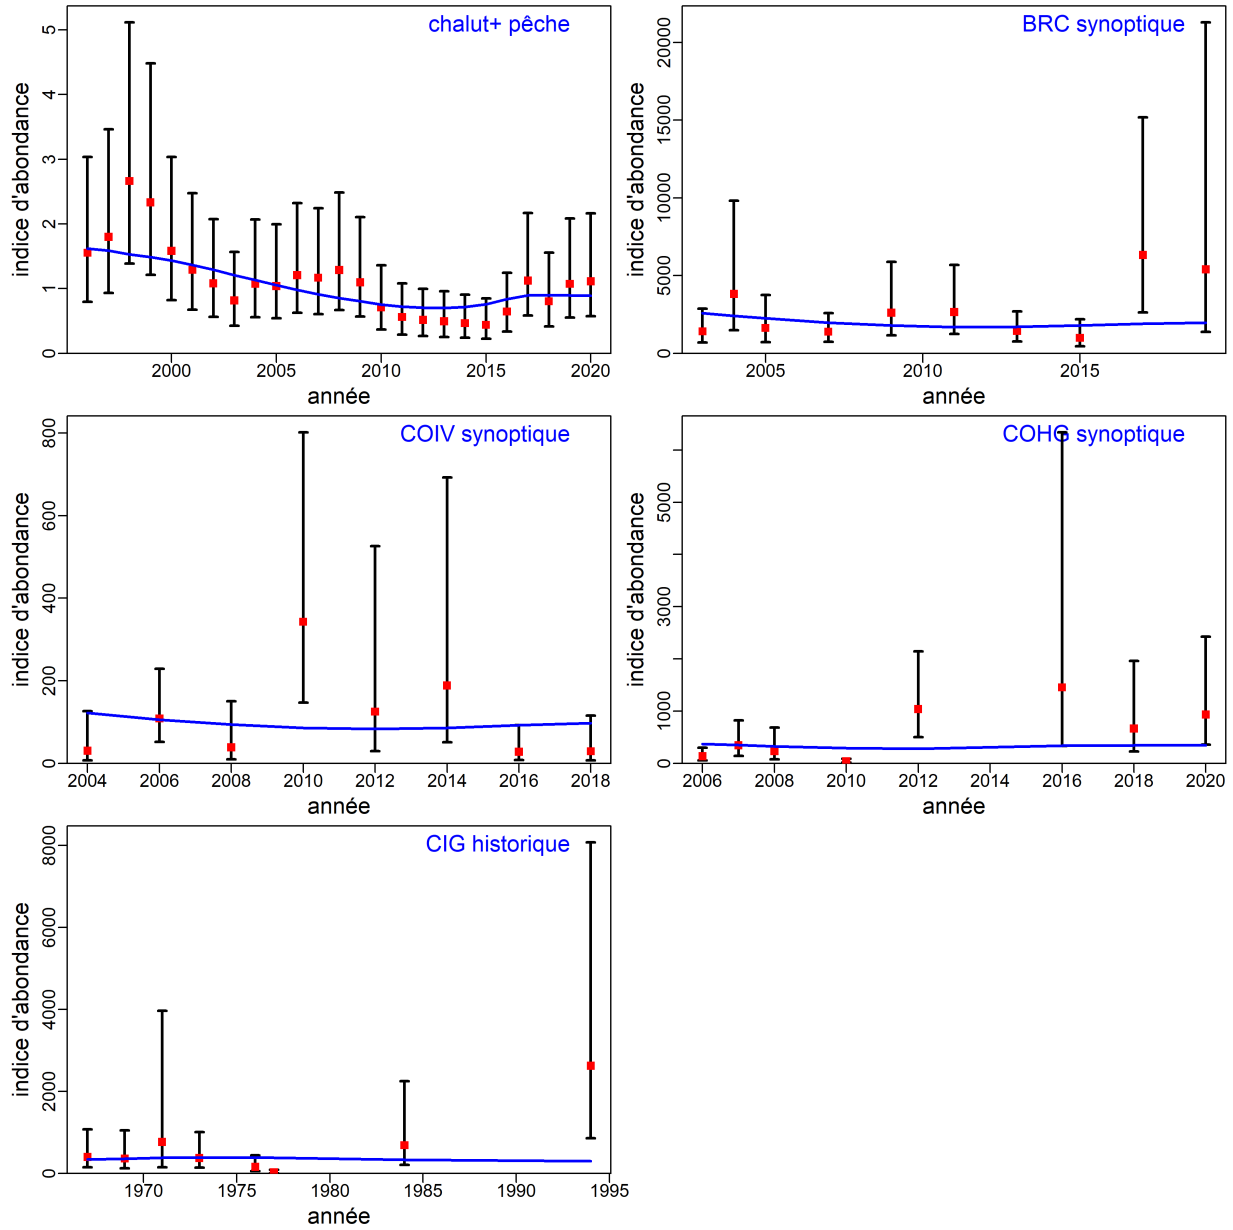 chalut+ pêche
indice d'abondance
0 1 2 3 4 5
2000 2005 2010 2015 2020
année
BRC synoptique
indice d'abondance
0 5000 10000 15000 20000
2005 2010 2015
année
COIV synoptique
indice d'abondance
0 200 400 600 800
2004 2006 2008 2010 2012 2014 2016 2018
année
COHG synoptique
indice d'abondance
0 1000 3000 5000
2006 2008 2010 2012 2014 2016 2018 2020
année
CIG historique
indice d'abondance
0 2000 4000 6000 8000
1970 1975 1980 1985 1990 1995
année